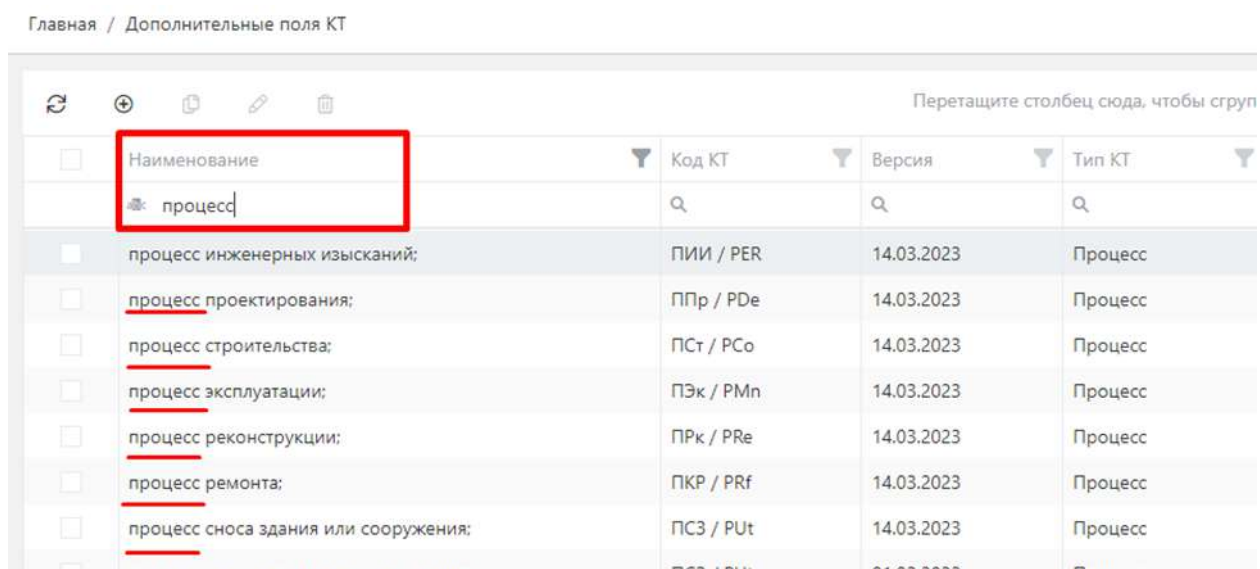 Главная / Дополнительные поля КТ
Перетащите столбец сюда, чтобы сгруп
Наименование Код КТ Версия Тип КТ
процесс
процесс инженерных изысканий; ПИИ / PER 14.03.2023 Процесс
процесс проектирования; ППр / PDe 14.03.2023 Процесс
процесс строительства; ПСт / PCo 14.03.2023 Процесс
процесс эксплуатации; ПЭк / PMn 14.03.2023 Процесс
процесс реконструкции; ПРк / PRe 14.03.2023 Процесс
процесс ремонта; ПКР / PRf 14.03.2023 Процесс
процесс сноса здания или сооружения; ПСЗ / PUt 14.03.2023 Процесс